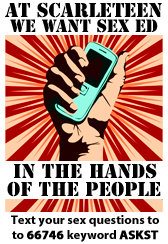 AT SCARLETEEN
WE WANT SEX ED
IN THE HANDS
OF THE PEOPLE
Text your sex questions to
to 66746 keyword ASKST